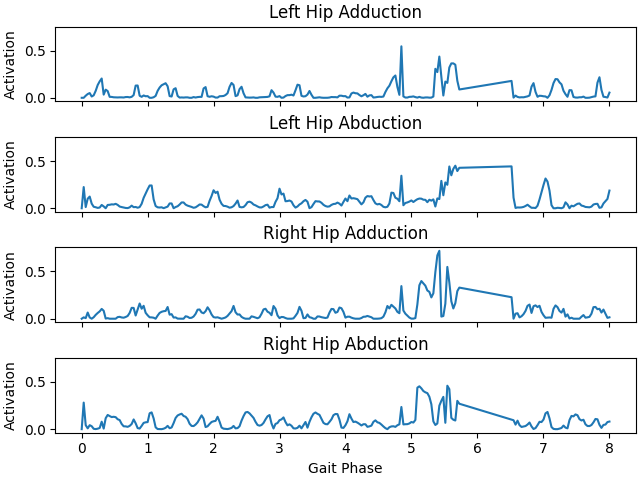 Left Hip Adduction
Activation
0.5
0.0
Left Hip Abduction
Activation
0.5
0.0
Right Hip Adduction
Activation
0.5
0.0
Right Hip Abduction
Activation
0.5
0.0
0 1 2 3 4 5 6 7 8
Gait Phase